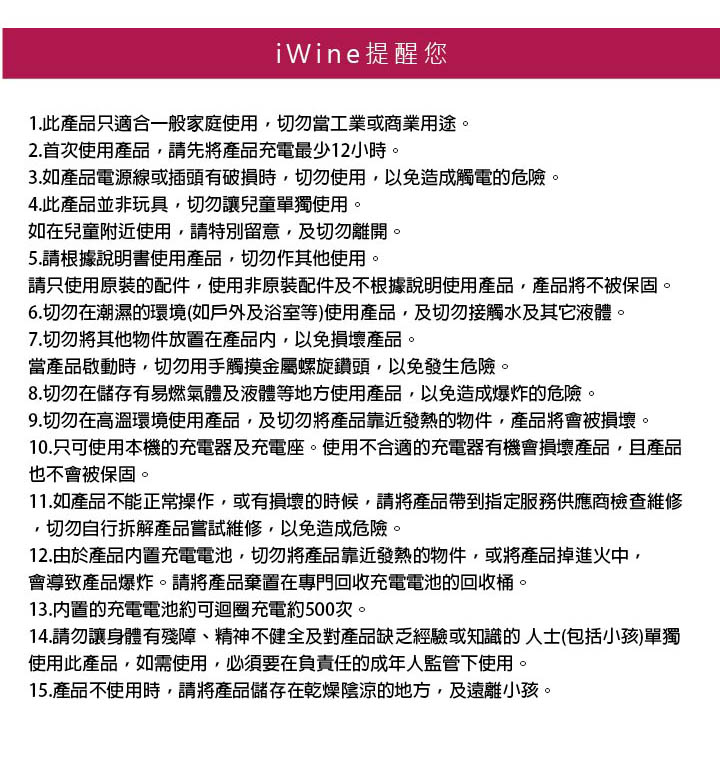 iWine提醒您
1.此產品只適合一般家庭使用，切勿當工業或商業用途。
2.首次使用產品，請先將產品充電最少12小時。
3.如產品電源線或插頭有破損時，切勿使用，以免造成觸電的危險。
4.此產品並非玩具，切勿讓兒童單獨使用。
如在兒童附近使用，請特別留意，及切勿離開。
5.請根據說明書使用產品，切勿作其他使用。
請只使用原裝的配件，使用非原裝配件及不根據說明使用產品，產品將不被保固。
6.切勿在潮濕的環境(如戶外及浴室等)使用產品，及切勿接觸水及其它液體。
7.切勿將其他物件放置在產品内，以免損壞產品。
當產品啟動時，切勿用手觸摸金屬螺旋鑽頭，以免發生危險。
8.切勿在儲存有易燃氣體及液體等地方使用產品，以免造成爆炸的危險。
9.切勿在高溫環境使用產品，及切勿將產品靠近發熱的物件，產品將會被損壞。
10.只可使用本機的充電器及充電座。使用不合適的充電器有機會損壞產品，且產品
也不會被保固。
11.如產品不能正常操作，或有損壞的時候，請將產品帶到指定服務供應商檢查維修
，切勿自行拆解產品嘗試維修，以免造成危險。
12.由於產品内置充電電池，切勿將產品靠近發熱的物件，或將產品掉進火中，
會導致產品爆炸。請將產品棄置在專門回收充電電池的回收桶。
13.内置的充電電池約可迴圈充電約500次。
14.請勿讓身體有殘障、精神不健全及對產品缺乏經驗或知識的 人士(包括小孩)單獨
使用此產品，如需使用，必須要在負責任的成年人監管下使用。
15.產品不使用時，請將產品儲存在乾燥陰涼的地方，及遠離小孩。